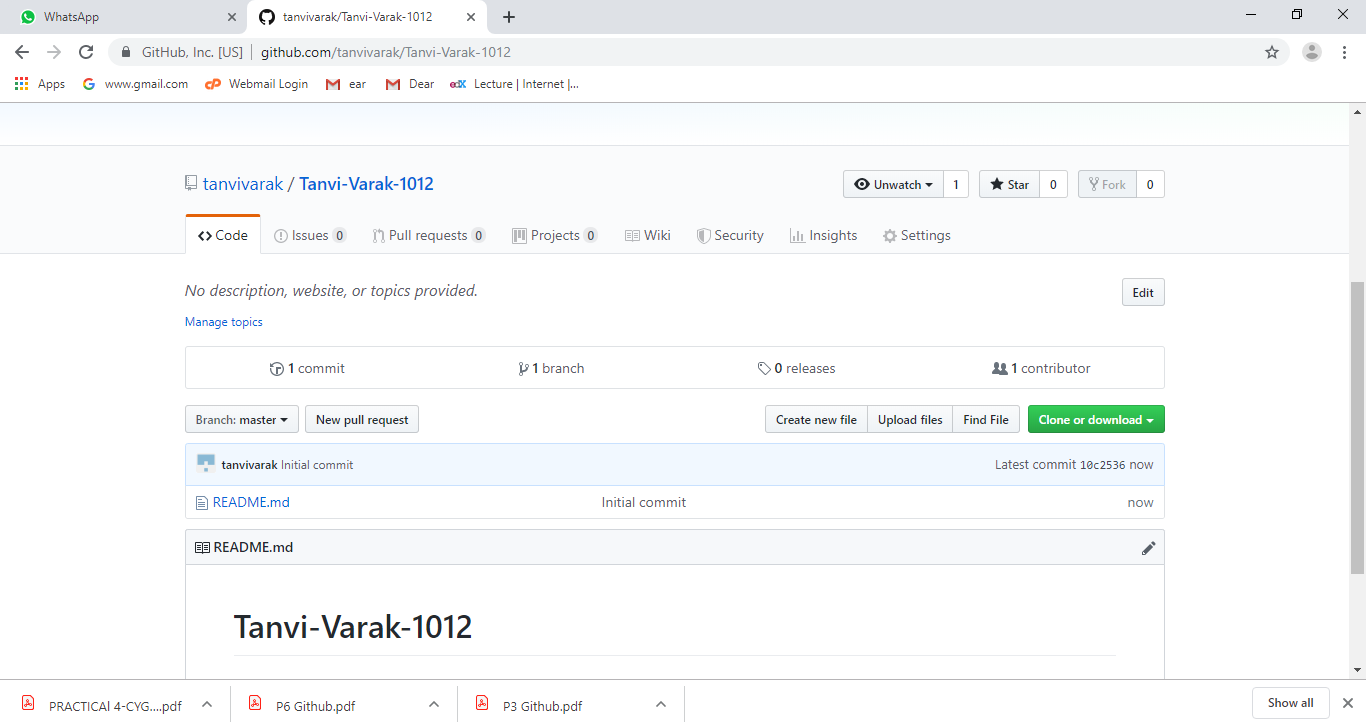 WhatsApp
tanvivarak/Tanvi-Varak-1012
GitHub, Inc. [US] github.com/tanvivarak/Tanvi-Varak-1012
Apps www.gmail.com Webmail Login ear Dear edX Lecture | Internet |...
tanvivarak / Tanvi-Varak-1012
Unwatch 1 Star 0 Fork 0
Code Issues 0 Pull requests 0 Projects 0 Wiki Security Insights Settings
No description, website, or topics provided.
Edit
Manage topics
1 commit 1 branch 0 releases 1 contributor
Branch: master New pull request Create new file Upload files Find File Clone or download
tanvivarak Initial commit Latest commit 10c2536 now
README.md Initial commit now
README.md
Tanvi-Varak-1012
PRACTICAl 4-CYG....pdf P6 Github.pdf P3 Github.pdf Show all